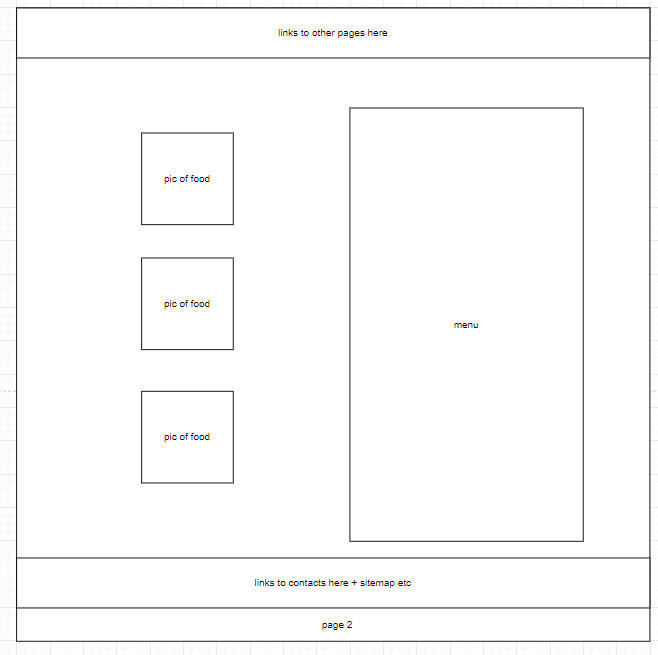 links to other pages here
pic of food
pic of food
pic of food
menu
links to contacts here + sitemap etc
page 2